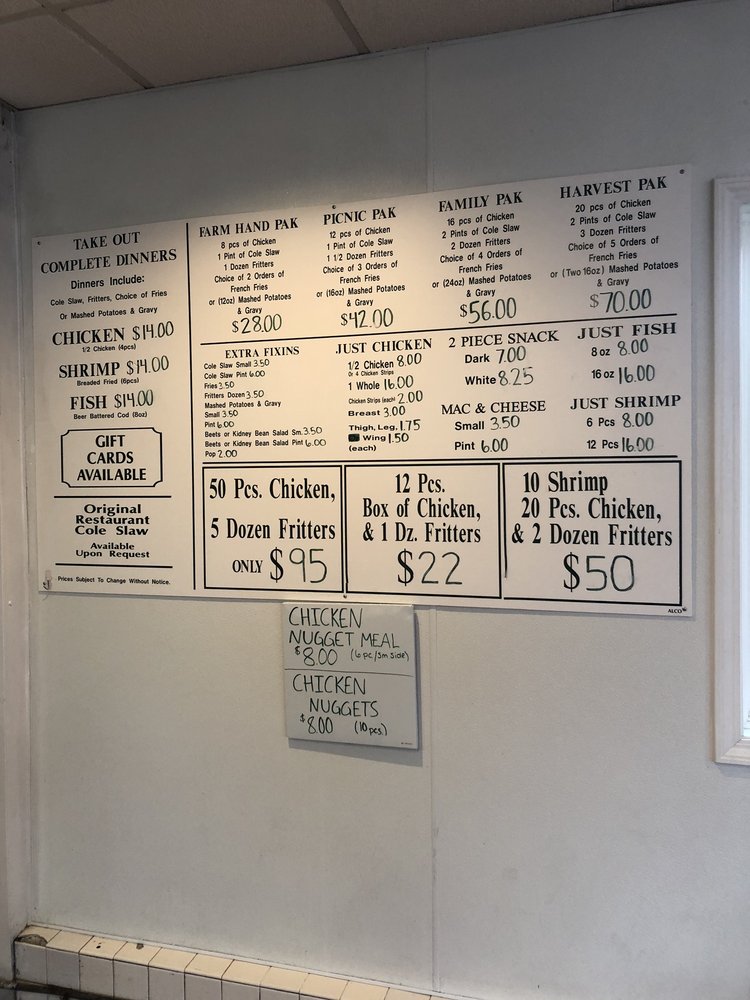 TAKE OUT
COMPLETE DINNERS
Dinners Include:
Cole Slaw, Fritters, Choice of Fries
Or Mashed Potatoes & Gravy
CHICKEN $14.00
1/2 Chicken (4pcs)
SHRIMP $14.00
Breaded Fried (6pcs)
FISH $14.00
Beer Battered Cod (8oz)
GIFT
CARDS
AVAILABLE
Original
Restaurant
Cole Slaw
Available
Upon Request
Prices Subject To Change Without Notice.
FARM HAND PAK
8 pcs of Chicken
1 Pint of Cole Slaw
1 Dozen Fritters
Choice of 2 Orders of
French Fries
or (12oz) Mashed Potatoes
& Gravy
$28.00
PICNIC PAK
12 pcs of Chicken
1 Pint of Cole Slaw
1 1/2 Dozen Fritters
Choice of 3 Orders of
French Fries
or (16oz) Mashed Potatoes
& Gravy
$42.00
FAMILY PAK
16 pcs of Chicken
2 Pints of Cole Slaw
2 Dozen Fritters
Choice of 4 Orders of
French Fries
or (24oz) Mashed Potatoes
& Gravy
$56.00
HARVEST PAK
20 pcs of Chicken
2 Pints of Cole Slaw
3 Dozen Fritters
Choice of 5 Orders of
French Fries
or (Two 16oz) Mashed Potatoes
& Gravy
$70.00
EXTRA FIXINS
Cole Slaw Small 3.50
Cole Slaw Pint 6.00
Fries 3.50
Fritters Dozen 3.50
Mashed Potatoes & Gravy
Small 3.50
Pint 6.00
Beets or Kidney Bean Salad Sm. 3.50
Beets or Kidney Bean Salad Pint 6.00
Pop 2.00
JUST CHICKEN
1/2 Chicken 8.00
Or 4 Chicken Strips
1 Whole 16.00
Chicken Strips (each) 2.00
Breast 3.00
Thigh, Leg, 1.75
Wing 1.50
(each)
2 PIECE SNACK
Dark 7.00
White 8.25
MAC & CHEESE
Small 3.50
Pint 6.00
JUST FISH
8 oz 8.00
16 oz 16.00
JUST SHRIMP
6 Pcs 8.00
12 Pcs 16.00
50 Pcs. Chicken,
5 Dozen Fritters
ONLY $95
12 Pcs.
Box of Chicken,
& 1 Dz. Fritters
$22
10 Shrimp
20 Pcs. Chicken,
& 2 Dozen Fritters
$50
ALCO
CHICKEN
NUGGET MEAL
$8.00 (6 pc/sm side)
CHICKEN
NUGGETS
$8.00 (10 pcs.)